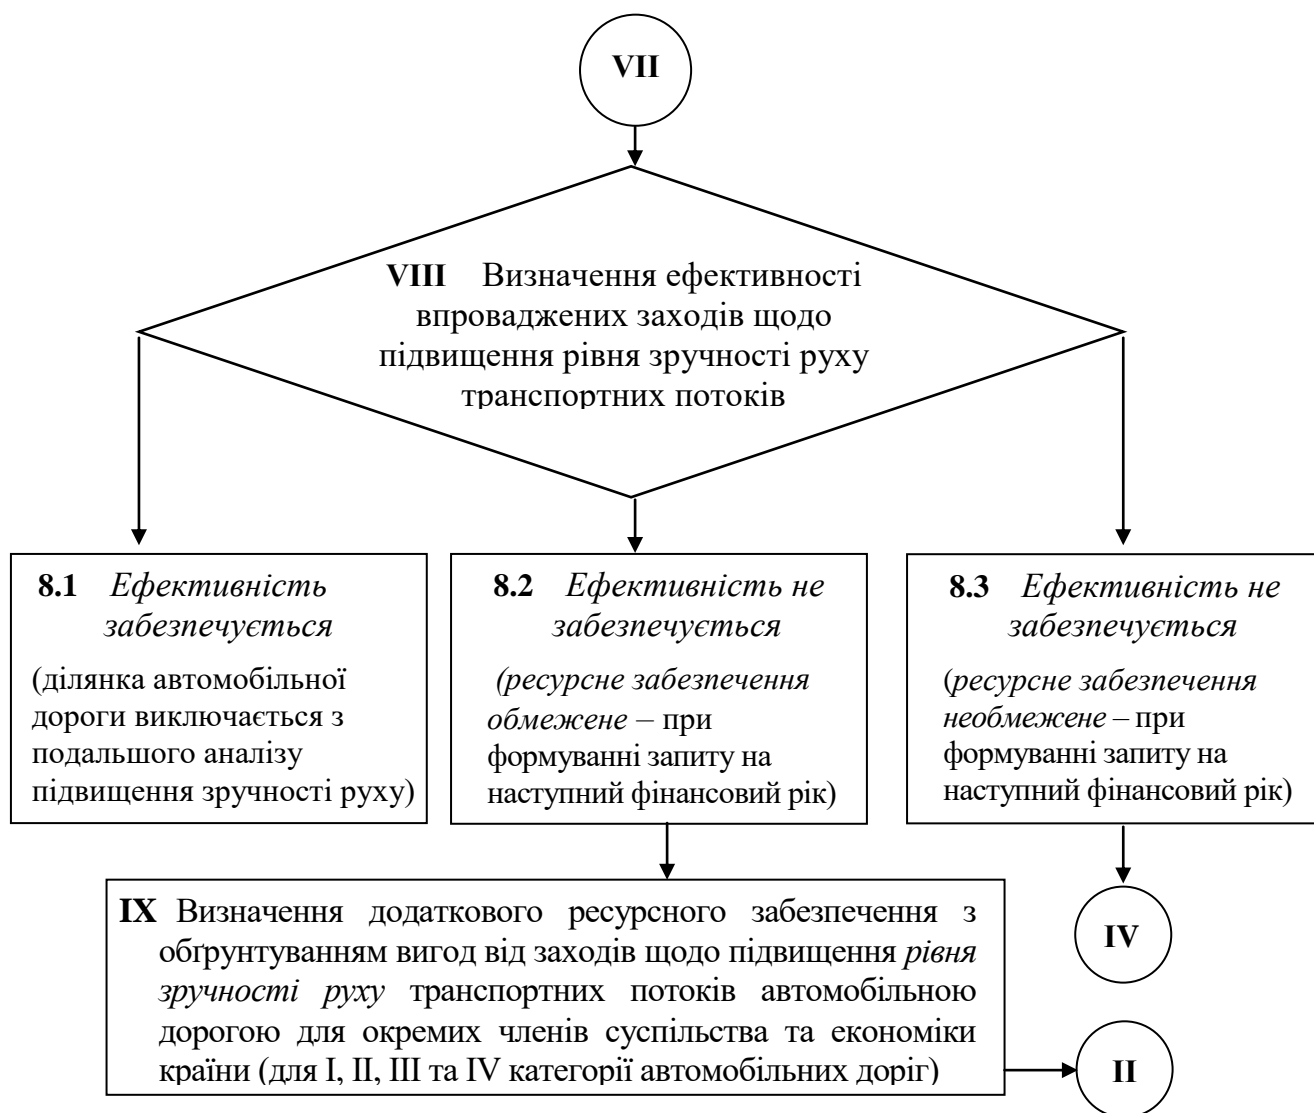 VII
VIII Визначення ефективності
впроваджених заходів щодо
підвищення рівня зручності руху
транспортних потоків
8.1 Ефективність
забезпечується
(ділянка автомобільної
дороги виключається з
подальшого аналізу
підвищення зручності руху)
8.2 Ефективність не
забезпечується
(ресурсне забезпечення
обмежене – при
формуванні запиту на
наступний фінансовий рік)
8.3 Ефективність не
забезпечується
(ресурсне забезпечення
необмежене – при
формуванні запиту на
наступний фінансовий рік)
IX Визначення додаткового ресурсного забезпечення з
обґрунтуванням вигод від заходів щодо підвищення рівня
зручності руху транспортних потоків автомобільною
дорогою для окремих членів суспільства та економіки
країни (для I, II, III та IV категорії автомобільних доріг)
IV
II